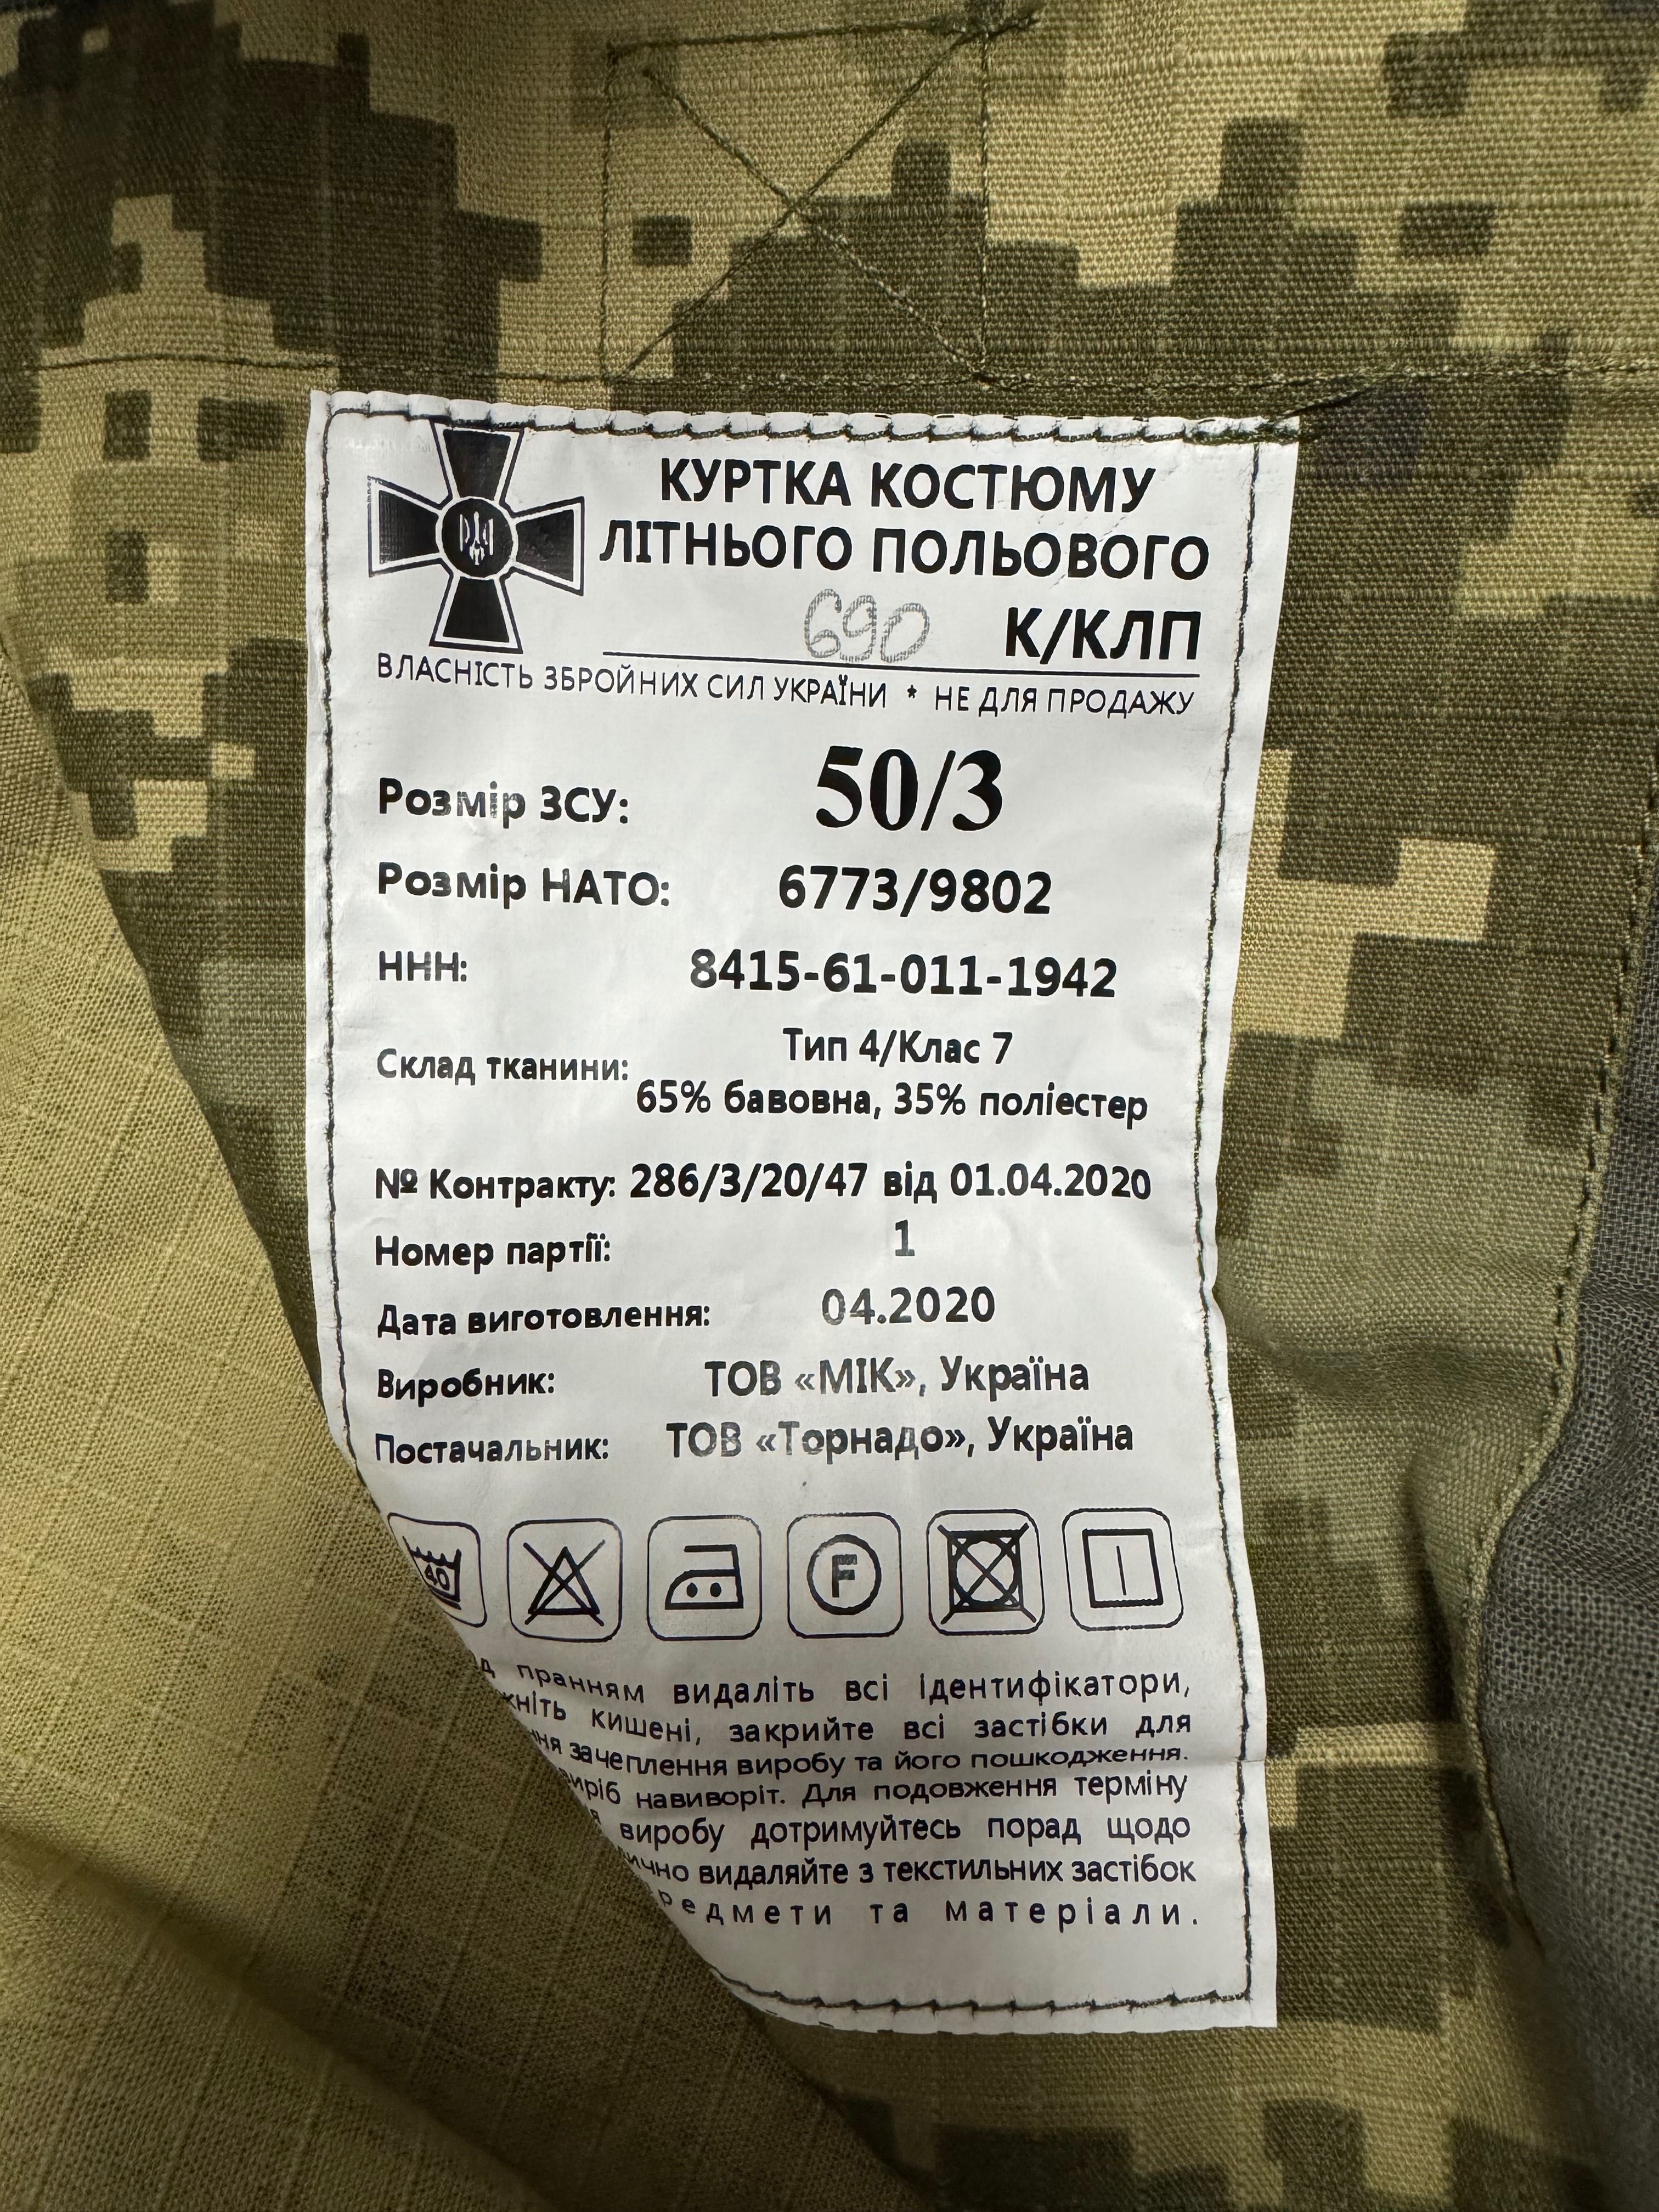 КУРТКА КОСТЮМУ
ЛІТНЬОГО ПОЛЬОВОГО
690 К/КЛП
ВЛАСНІСТЬ ЗБРОЙНИХ СИЛ УКРАЇНИ * НЕ ДЛЯ ПРОДАЖУ
Розмір ЗСУ: 50/3
Розмір НАТО: 6773/9802
ННН: 8415-61-011-1942
Склад тканини: Тип 4/Клас 7
65% бавовна, 35% поліестер
№ Контракту: 286/3/20/47 від 01.04.2020
Номер партії: 1
Дата виготовлення: 04.2020
Виробник: ТОВ «МІК», Україна
Постачальник: ТОВ «Торнадо», Україна
40 F
пранням видаліть всі ідентифікатори,
кишені, закрийте всі застібки для
зачеплення виробу та його пошкодження.
навиворіт. Для подовження терміну
виробу дотримуйтесь порад щодо
видаляйте з текстильних застібок
та матеріали.